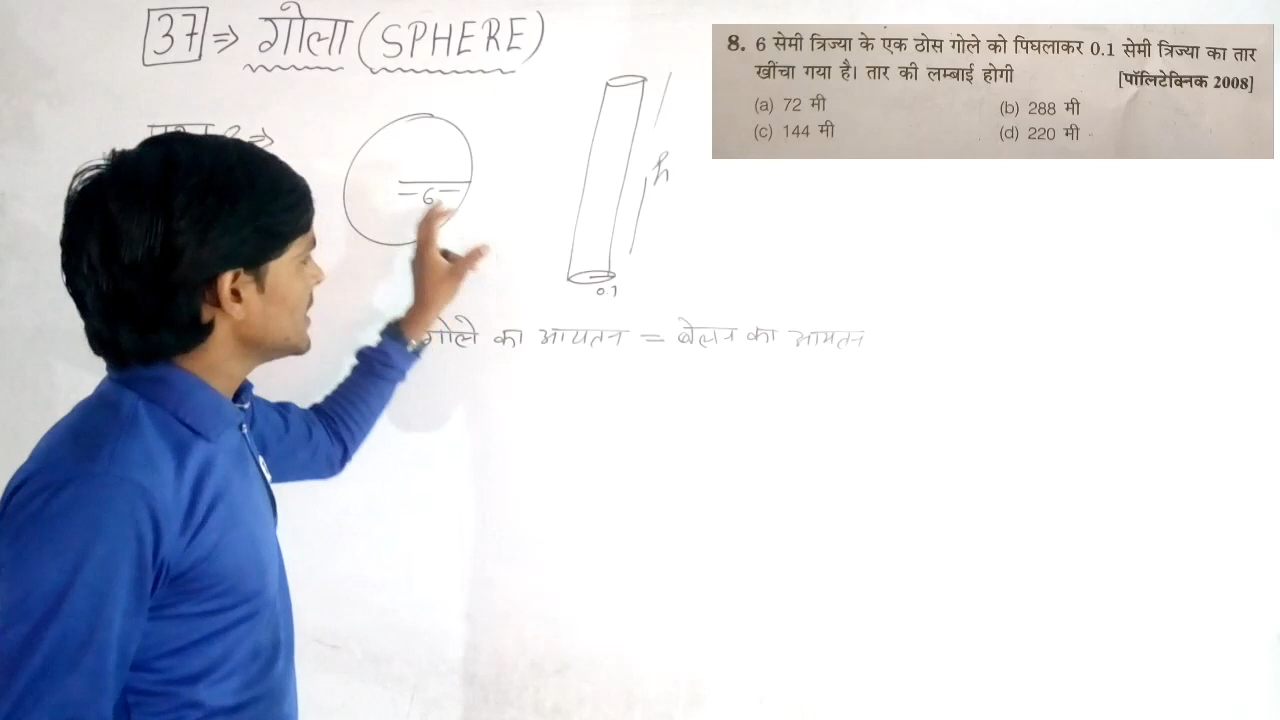 37 ⇒ गोला (SPHERE)
⇒
6
h
0.1
गोले का आयतन = बेलन का आयतन
8. 6 सेमी त्रिज्या के एक ठोस गोले को पिघलाकर 0.1 सेमी त्रिज्या का तार
खींचा गया है। तार की लम्बाई होगी [पॉलिटेक्निक 2008]
(a) 72 मी (b) 288 मी
(c) 144 मी (d) 220 मी